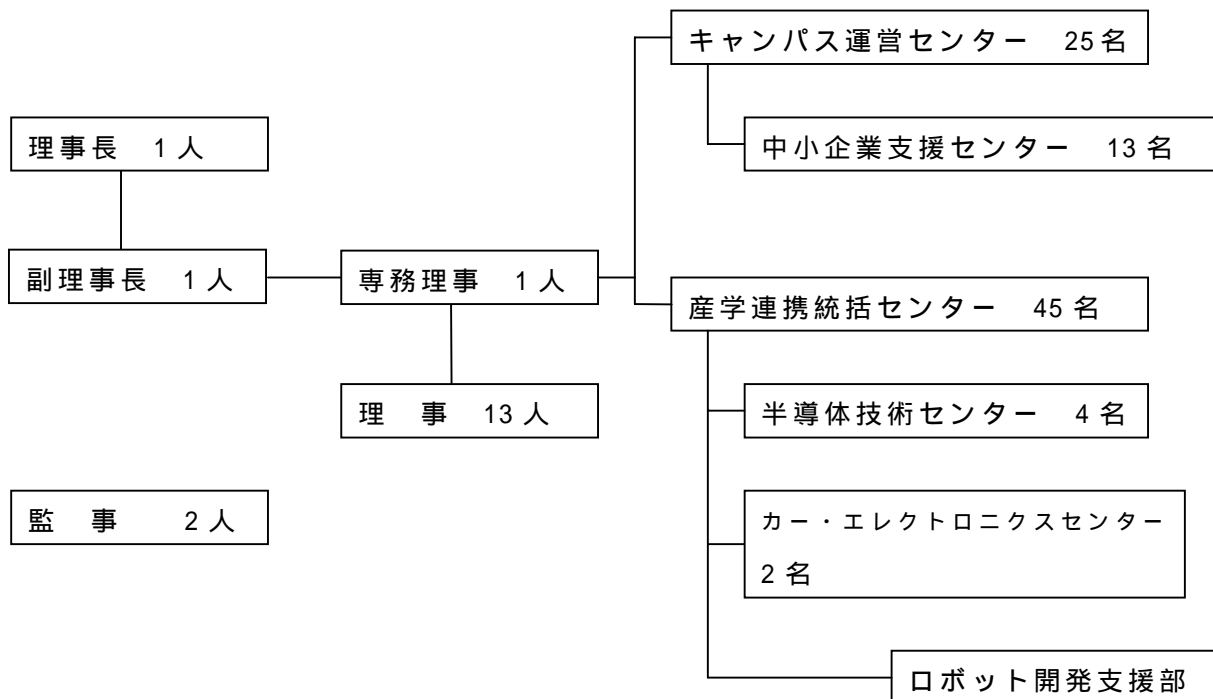 キャンパス運営センター　25名
理事長　1人
中小企業支援センター　13名
副理事長　1人
専務理事　1人
産学連携統括センター　45名
理　事　13人
半導体技術センター　4名
監　事　　2人
カー・エレクトロニクスセンター
2名
ロボット開発支援部